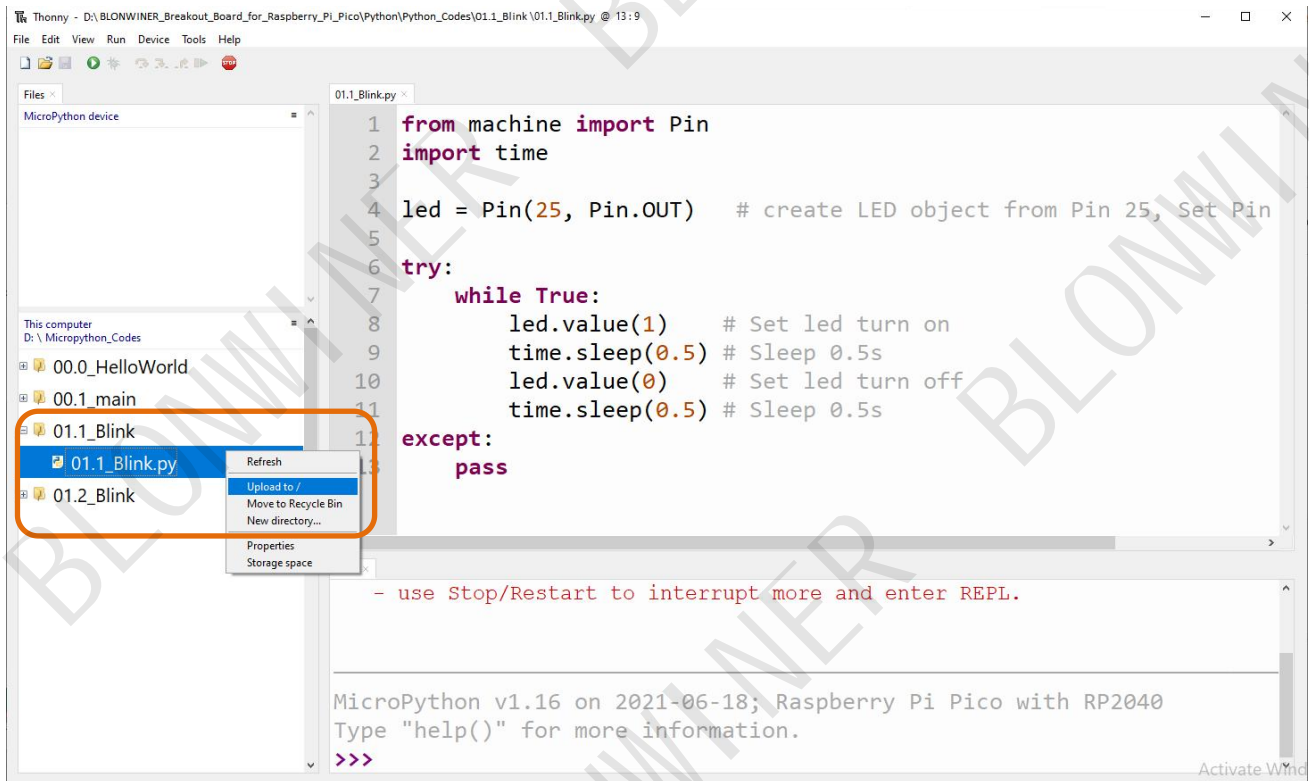 Thonny - D:\BLONWINER_Breakout_Board_for_Raspberry_Pi_Pico\Python\Python_Codes\01.1_Blink\01.1_Blink.py @ 13:9
File Edit View Run Device Tools Help
STOP
Files ×
MicroPython device
This computer
D: \ Micropython_Codes
00.0_HelloWorld
00.1_main
01.1_Blink
01.1_Blink.py
01.2_Blink
Refresh
Upload to /
Move to Recycle Bin
New directory...
Properties
Storage space
01.1_Blink.py ×
1 from machine import Pin
2 import time
3
4 led = Pin(25, Pin.OUT)   # create LED object from Pin 25, Set Pin
5
6 try:
7     while True:
8         led.value(1)    # Set led turn on
9         time.sleep(0.5) # Sleep 0.5s
10         led.value(0)    # Set led turn off
11         time.sleep(0.5) # Sleep 0.5s
12 except:
13     pass
- use Stop/Restart to interrupt more and enter REPL.
MicroPython v1.16 on 2021-06-18; Raspberry Pi Pico with RP2040
Type "help()" for more information.
>>>
BLONWINER
BLONWINER
BLONWINER